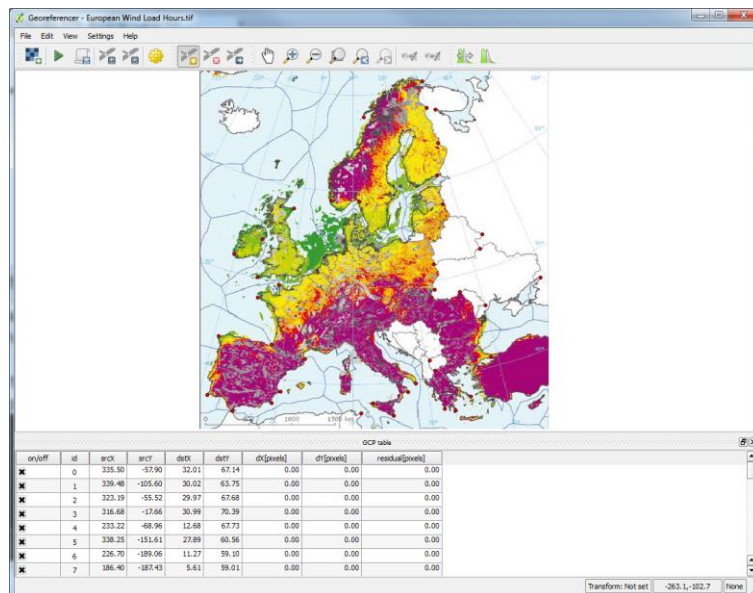 Georeferencer - European Wind Load Hours.tif
File Edit View Settings Help
0 500 1000 1500 km
GCP table
on/off id srcX srcY dstX dstY dX[pixels] dY[pixels] residual[pixels]
0 335.50 -57.90 32.01 67.14 0.00 0.00 0.00
1 339.48 -105.60 30.02 63.75 0.00 0.00 0.00
2 323.19 -55.52 29.97 67.68 0.00 0.00 0.00
3 316.68 -17.66 30.99 70.39 0.00 0.00 0.00
4 233.22 -68.96 12.68 67.73 0.00 0.00 0.00
5 338.25 -151.61 27.89 60.56 0.00 0.00 0.00
6 226.70 -189.06 11.27 59.10 0.00 0.00 0.00
7 186.40 -187.43 5.61 59.01 0.00 0.00 0.00
Transform: Not set -263.1,-102.7 None